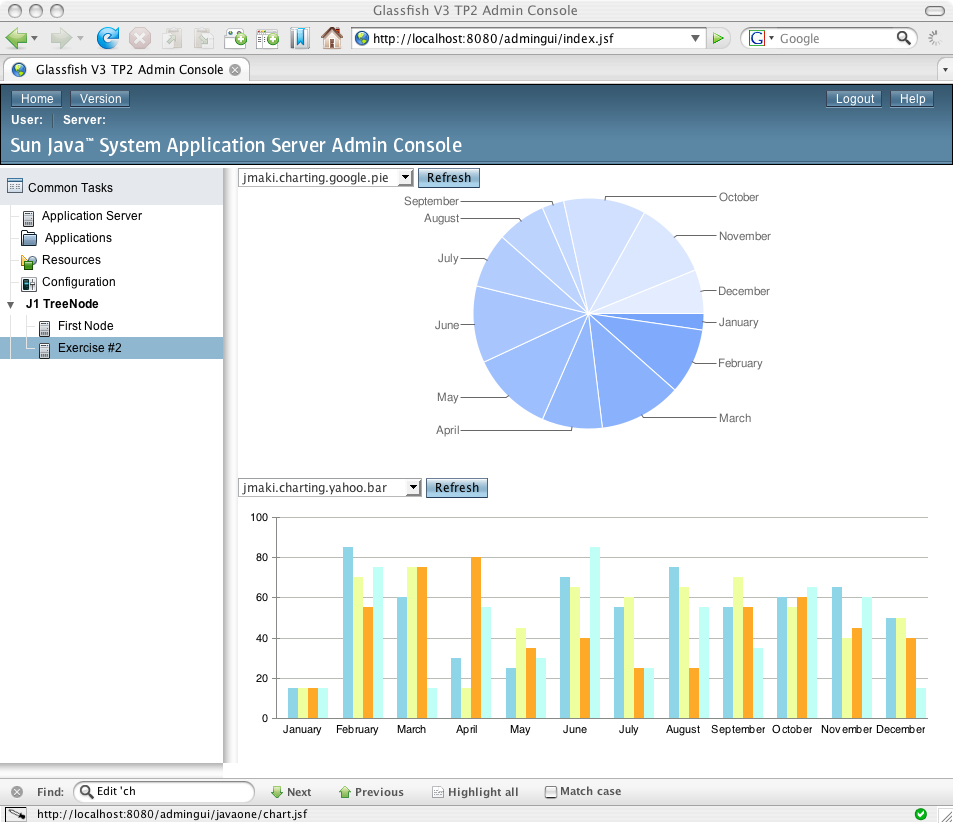 Glassfish V3 TP2 Admin Console
http://localhost:8080/admingui/index.jsf
G Google
Glassfish V3 TP2 Admin Console
Home Version Logout Help
User: Server:
Sun Java™ System Application Server Admin Console
Common Tasks
Application Server
Applications
Resources
Configuration
J1 TreeNode
First Node
Exercise #2
jmaki.charting.google.pie Refresh
September
October
August
November
July
December
June
January
February
May
March
April
jmaki.charting.yahoo.bar Refresh
100
80
60
40
20
0
January February March April May June July August September October November December
Find: Edit 'ch Next Previous Highlight all Match case
http://localhost:8080/admingui/javaone/chart.jsf